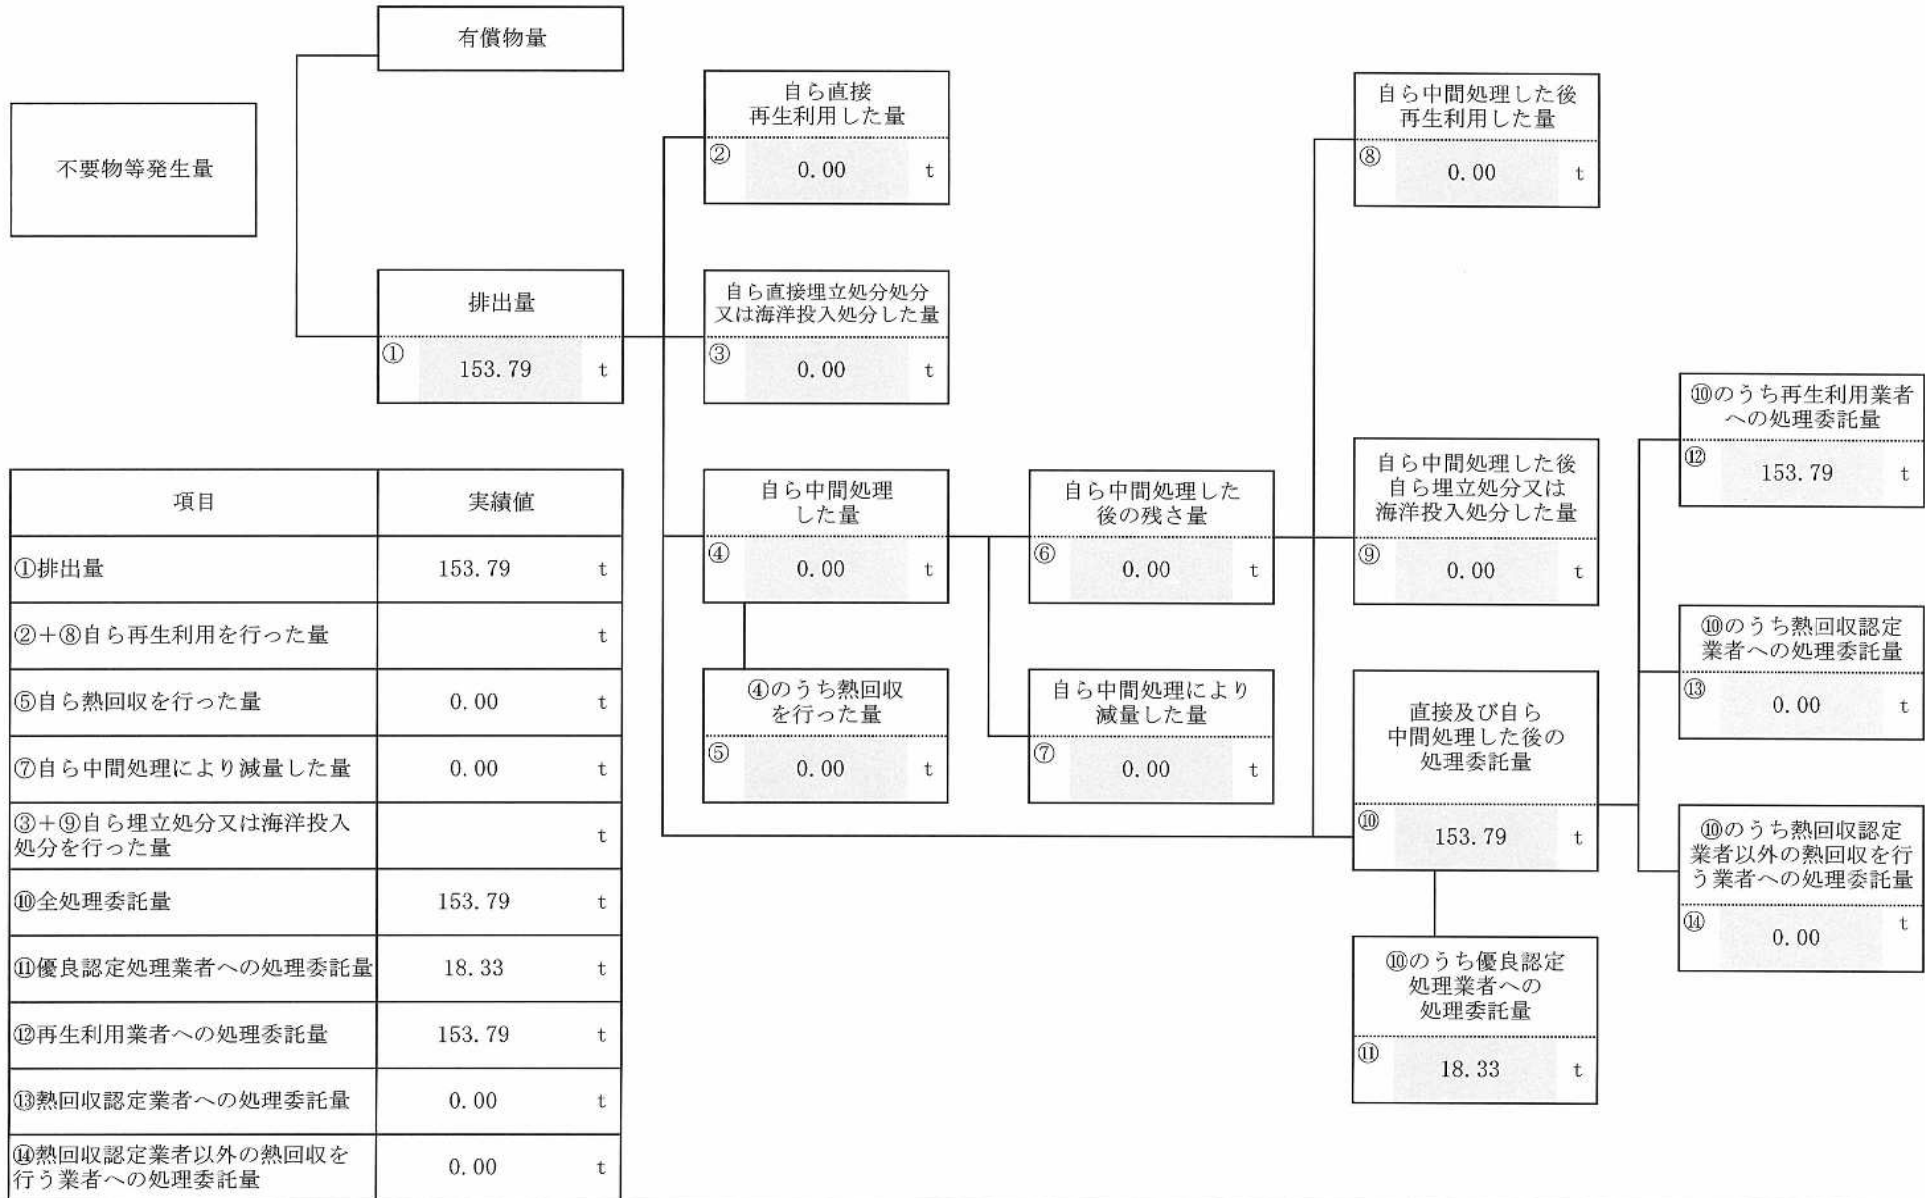 有償物量
不要物等発生量
排出量
① 153.79 t
自ら直接
再生利用した量
② 0.00 t
自ら直接埋立処分処分
又は海洋投入処分した量
③ 0.00 t
自ら中間処理
した量
④ 0.00 t
④のうち熱回収
を行った量
⑤ 0.00 t
自ら中間処理した
後の残さ量
⑥ 0.00 t
自ら中間処理により
減量した量
⑦ 0.00 t
自ら中間処理した後
再生利用した量
⑧ 0.00 t
自ら中間処理した後
自ら埋立処分又は
海洋投入処分した量
⑨ 0.00 t
直接及び自ら
中間処理した後の
処理委託量
⑩ 153.79 t
⑩のうち優良認定
処理業者への
処理委託量
⑪ 18.33 t
⑩のうち再生利用業者
への処理委託量
⑫ 153.79 t
⑩のうち熱回収認定
業者への処理委託量
⑬ 0.00 t
⑩のうち熱回収認定
業者以外の熱回収を行
う業者への処理委託量
⑭ 0.00 t
項目 実績値
①排出量 153.79 t
②+⑧自ら再生利用を行った量 t
⑤自ら熱回収を行った量 0.00 t
⑦自ら中間処理により減量した量 0.00 t
③+⑨自ら埋立処分又は海洋投入
処分を行った量 t
⑩全処理委託量 153.79 t
⑪優良認定処理業者への処理委託量 18.33 t
⑫再生利用業者への処理委託量 153.79 t
⑬熱回収認定業者への処理委託量 0.00 t
⑭熱回収認定業者以外の熱回収を
行う業者への処理委託量 0.00 t